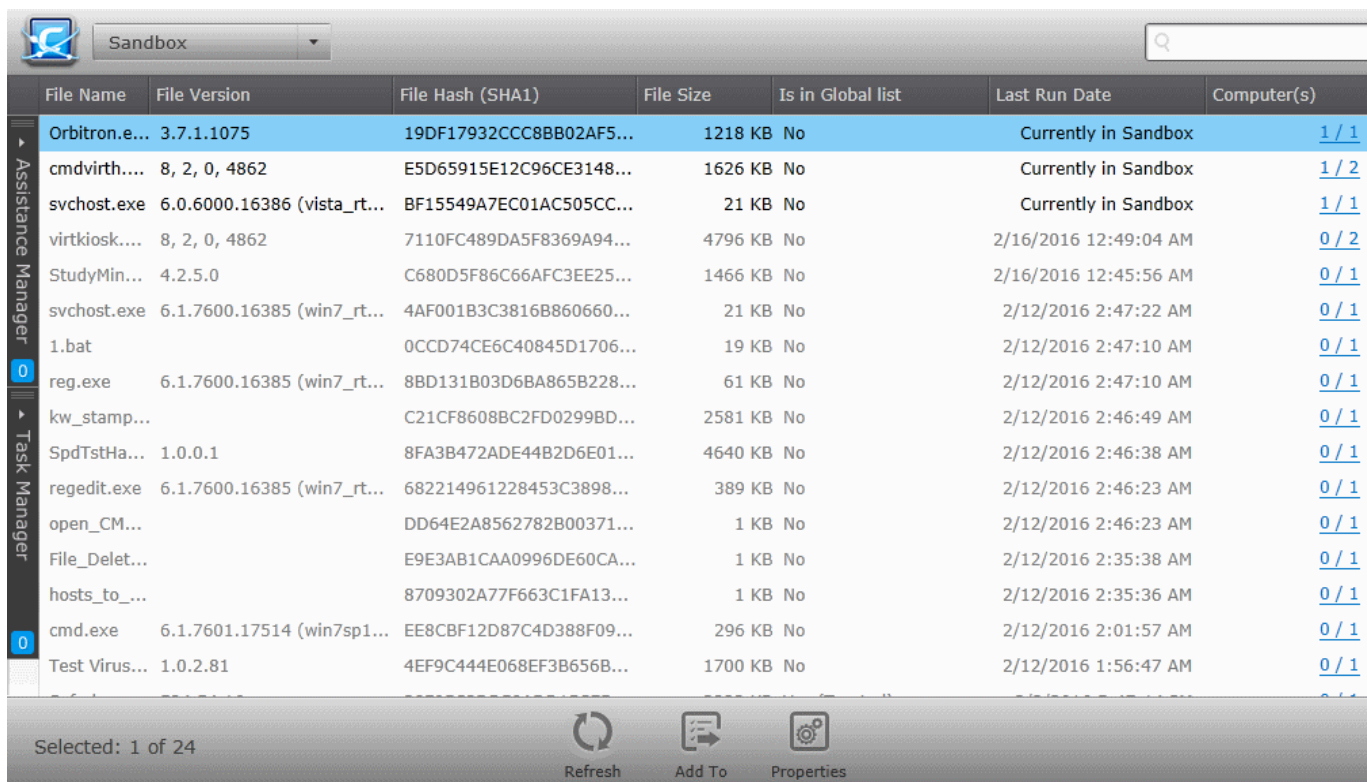 Sandbox
File Name File Version File Hash (SHA1) File Size Is in Global list Last Run Date Computer(s)
Orbitron.e... 3.7.1.1075 19DF17932CCC8BB02AF5... 1218 KB No Currently in Sandbox 1 / 1
cmdvirth.... 8, 2, 0, 4862 E5D65915E12C96CE3148... 1626 KB No Currently in Sandbox 1 / 2
svchost.exe 6.0.6000.16386 (vista_rt... BF15549A7EC01AC505CC... 21 KB No Currently in Sandbox 1 / 1
virtkiosk.... 8, 2, 0, 4862 7110FC489DA5F8369A94... 4796 KB No 2/16/2016 12:49:04 AM 0 / 2
StudyMin... 4.2.5.0 C680D5F86C66AFC3EE25... 1466 KB No 2/16/2016 12:45:56 AM 0 / 1
svchost.exe 6.1.7600.16385 (win7_rt... 4AF001B3C3816B860660... 21 KB No 2/12/2016 2:47:22 AM 0 / 1
1.bat 0CCD74CE6C40845D1706... 19 KB No 2/12/2016 2:47:10 AM 0 / 1
reg.exe 6.1.7600.16385 (win7_rt... 8BD131B03D6BA865B228... 61 KB No 2/12/2016 2:47:10 AM 0 / 1
kw_stamp... C21CF8608BC2FD0299BD... 2581 KB No 2/12/2016 2:46:49 AM 0 / 1
SpdTstHa... 1.0.0.1 8FA3B472ADE44B2D6E01... 4640 KB No 2/12/2016 2:46:38 AM 0 / 1
regedit.exe 6.1.7600.16385 (win7_rt... 682214961228453C3898... 389 KB No 2/12/2016 2:46:23 AM 0 / 1
open_CM... DD64E2A8562782B00371... 1 KB No 2/12/2016 2:46:23 AM 0 / 1
File_Delet... E9E3AB1CAA0996DE60CA... 1 KB No 2/12/2016 2:35:38 AM 0 / 1
hosts_to_... 8709302A77F663C1FA13... 1 KB No 2/12/2016 2:35:36 AM 0 / 1
cmd.exe 6.1.7601.17514 (win7sp1... EE8CBF12D87C4D388F09... 296 KB No 2/12/2016 2:01:57 AM 0 / 1
Test Virus... 1.0.2.81 4EF9C444E068EF3B656B... 1700 KB No 2/12/2016 1:56:47 AM 0 / 1
Assistance Manager
0
Task Manager
0
Selected: 1 of 24
Refresh Add To Properties